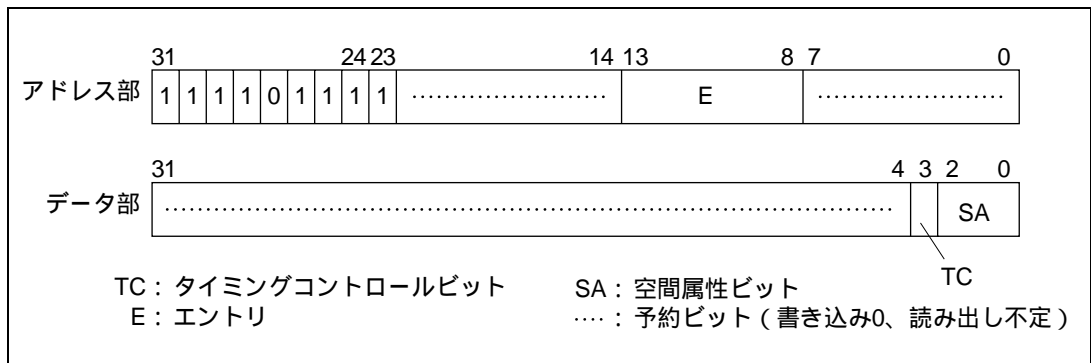 31 24 23 14 13 8 7 0
アドレス部 1 1 1 1 0 1 1 1 1 ······················ E ······················
31 4 3 2 0
データ部 ······················ SA
TC
TC : タイミングコントロールビット SA : 空間属性ビット
E : エントリ ···· : 予約ビット ( 書き込み0、読み出し不定 )